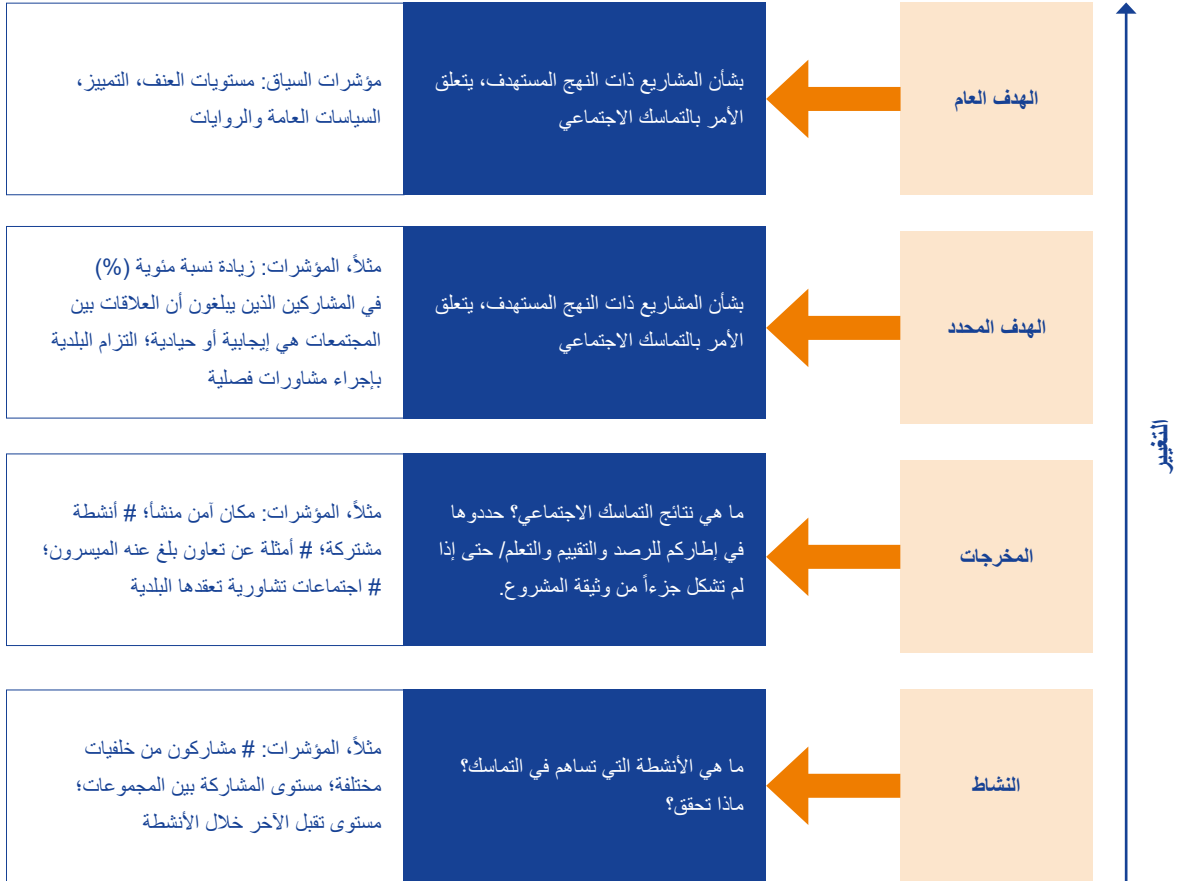 الهدف العام
بشأن المشاريع ذات النهج المستهدف، يتعلق
الأمر بالتماسك الاجتماعي
مؤشرات السياق: مستويات العنف، التمييز،
السياسات العامة والروايات
الهدف المحدد
بشأن المشاريع ذات النهج المستهدف، يتعلق
الأمر بالتماسك الاجتماعي
مثلاً، المؤشرات: زيادة نسبة مئوية (%)
في المشاركين الذين يبلغون أن العلاقات بين
المجتمعات هي إيجابية أو حيادية؛ التزام البلدية
بإجراء مشاورات فصلية
المخرجات
ما هي نتائج التماسك الاجتماعي؟ حددوها
في إطاركم للرصد والتقييم والتعلم/ حتى إذا
لم تشكل جزءاً من وثيقة المشروع.
مثلاً، المؤشرات: مكان آمن منشأ؛ # أنشطة
مشتركة؛ # أمثلة عن تعاون بلغ عنه الميسرون؛
# اجتماعات تشاورية تعقدها البلدية
النشاط
ما هي الأنشطة التي تساهم في التماسك؟
ماذا تحقق؟
مثلاً، المؤشرات: # مشاركون من خلفيات
مختلفة؛ مستوى المشاركة بين المجموعات؛
مستوى تقبل الآخر خلال الأنشطة
التغيير